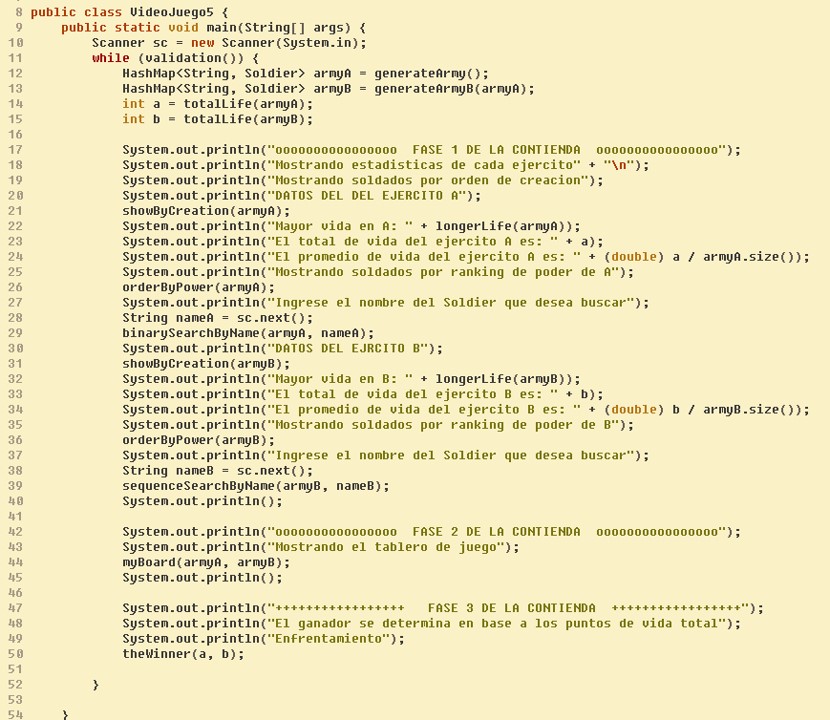 8 public class VideoJuego5 {
9     public static void main(String[] args) {
10         Scanner sc = new Scanner(System.in);
11         while (validation()) {
12             HashMap<String, Soldier> armyA = generateArmy();
13             HashMap<String, Soldier> armyB = generateArmyB(armyA);
14             int a = totalLife(armyA);
15             int b = totalLife(armyB);
16
17             System.out.println("oooooooooooooooo  FASE 1 DE LA CONTIENDA  oooooooooooooooo");
18             System.out.println("Mostrando estadisticas de cada ejercito" + "\n");
19             System.out.println("Mostrando soldados por orden de creacion");
20             System.out.println("DATOS DEL DEL EJERCITO A");
21             showByCreation(armyA);
22             System.out.println("Mayor vida en A: " + longerLife(armyA));
23             System.out.println("El total de vida del ejercito A es: " + a);
24             System.out.println("El promedio de vida del ejercito A es: " + (double) a / armyA.size());
25             System.out.println("Mostrando soldados por ranking de poder de A");
26             orderByPower(armyA);
27             System.out.println("Ingrese el nombre del Soldier que desea buscar");
28             String nameA = sc.next();
29             binarySearchByName(armyA, nameA);
30             System.out.println("DATOS DEL EJRCITO B");
31             showByCreation(armyB);
32             System.out.println("Mayor vida en B: " + longerLife(armyB));
33             System.out.println("El total de vida del ejercito B es: " + b);
34             System.out.println("El promedio de vida del ejercito B es: " + (double) b / armyB.size());
35             System.out.println("Mostrando soldados por ranking de poder de B");
36             orderByPower(armyB);
37             System.out.println("Ingrese el nombre del Soldier que desea buscar");
38             String nameB = sc.next();
39             sequenceSearchByName(armyB, nameB);
40             System.out.println();
41
42             System.out.println("oooooooooooooooo  FASE 2 DE LA CONTIENDA  oooooooooooooooo");
43             System.out.println("Mostrando el tablero de juego");
44             myBoard(armyA, armyB);
45             System.out.println();
46
47             System.out.println("+++++++++++++++++   FASE 3 DE LA CONTIENDA  +++++++++++++++++");
48             System.out.println("El ganador se determina en base a los puntos de vida total");
49             System.out.println("Enfrentamiento");
50             theWinner(a, b);
51
52         }
53
54     }